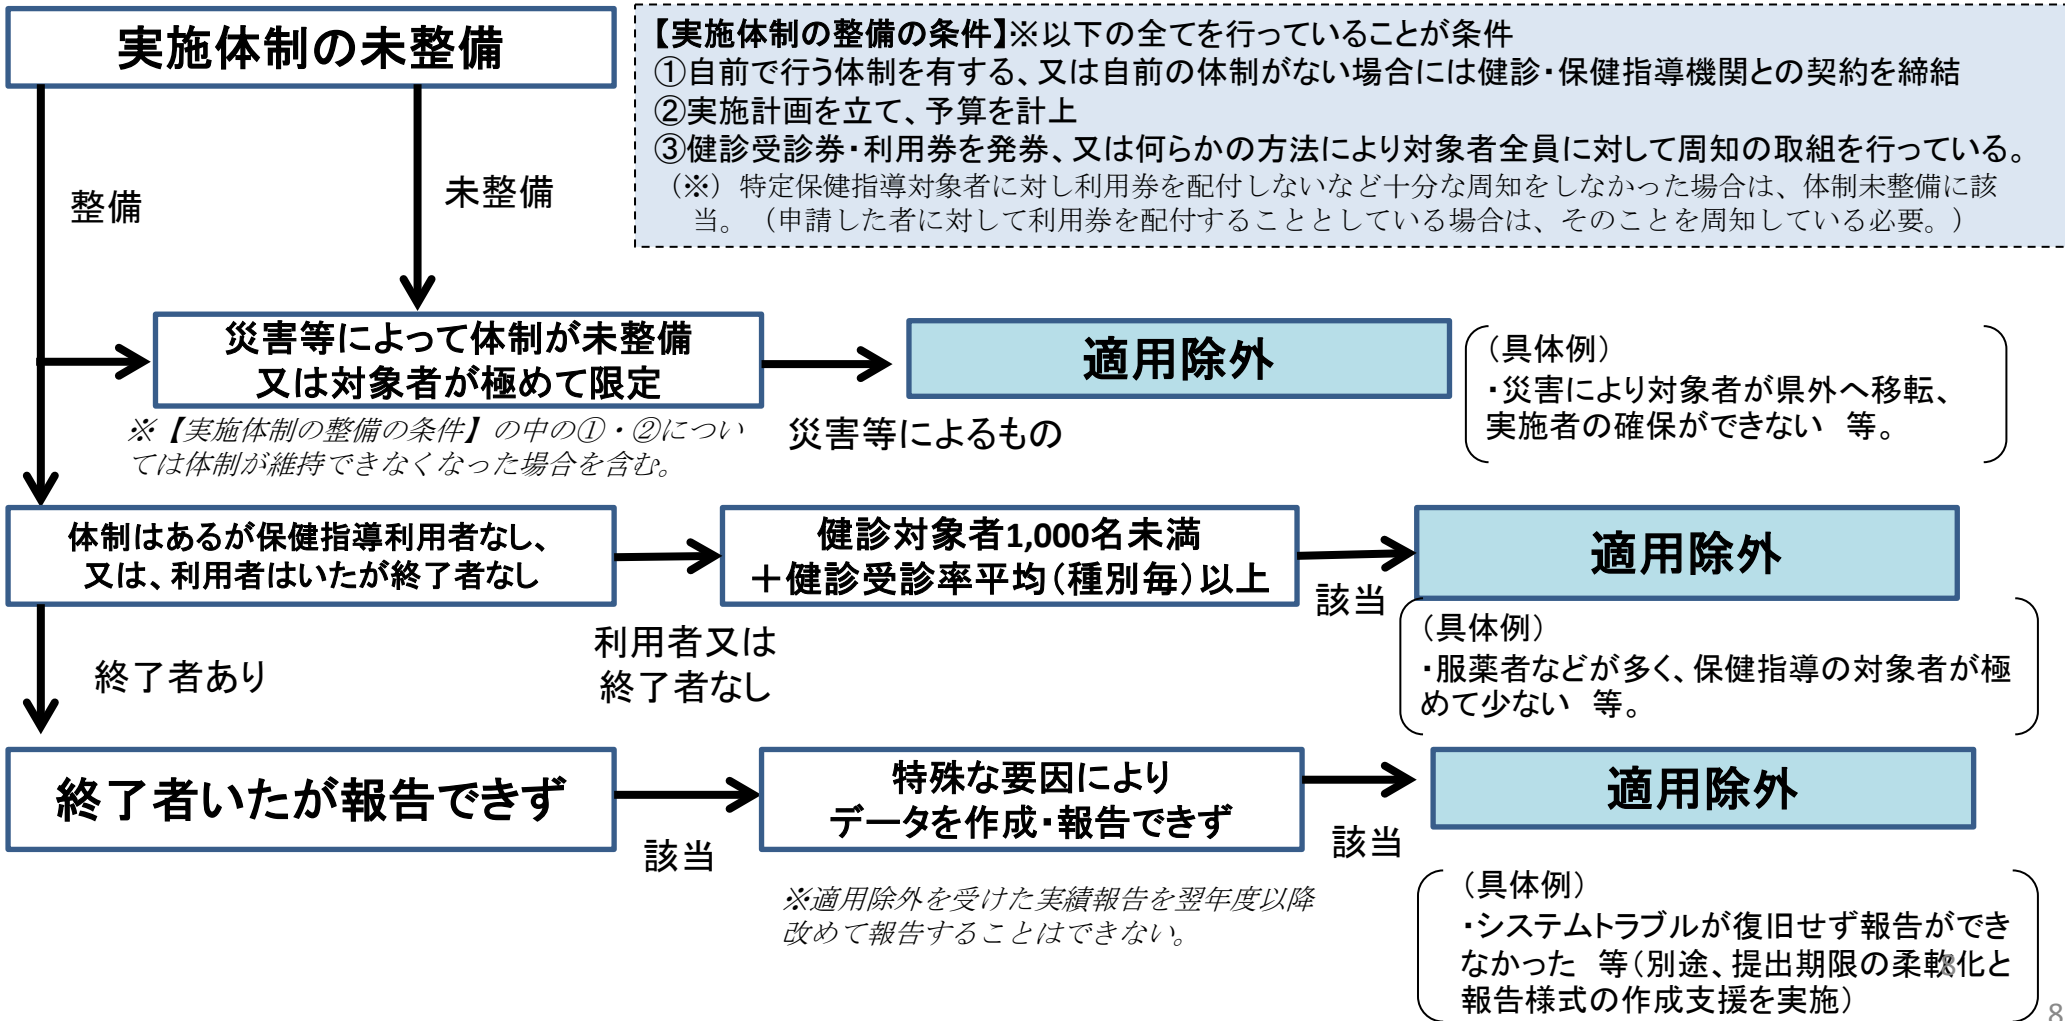 実施体制の未整備
【実施体制の整備の条件】※以下の全てを行っていることが条件
①自前で行う体制を有する、又は自前の体制がない場合には健診・保健指導機関との契約を締結
②実施計画を立て、予算を計上
③健診受診券・利用券を発券、又は何らかの方法により対象者全員に対して周知の取組を行っている。
（※）特定保健指導対象者に対し利用券を配付しないなど十分な周知をしなかった場合は、体制未整備に該
当。（申請した者に対して利用券を配付することとしている場合は、そのことを周知している必要。）
整備
未整備
災害等によって体制が未整備
又は対象者が極めて限定
適用除外
（具体例）
・災害により対象者が県外へ移転、
実施者の確保ができない 等。
※【実施体制の整備の条件】の中の①・②につい
ては体制が維持できなくなった場合を含む。
災害等によるもの
体制はあるが保健指導利用者なし、
又は、利用者はいたが終了者なし
健診対象者1,000名未満
＋健診受診率平均（種別毎）以上
適用除外
該当
（具体例）
・服薬者などが多く、保健指導の対象者が極
めて少ない 等。
終了者あり
利用者又は
終了者なし
終了者いたが報告できず
特殊な要因により
データを作成・報告できず
適用除外
該当
該当
※適用除外を受けた実績報告を翌年度以降
改めて報告することはできない。
（具体例）
・システムトラブルが復旧せず報告ができ
なかった 等（別途、提出期限の柔軟化と
報告様式の作成支援を実施）
8
8